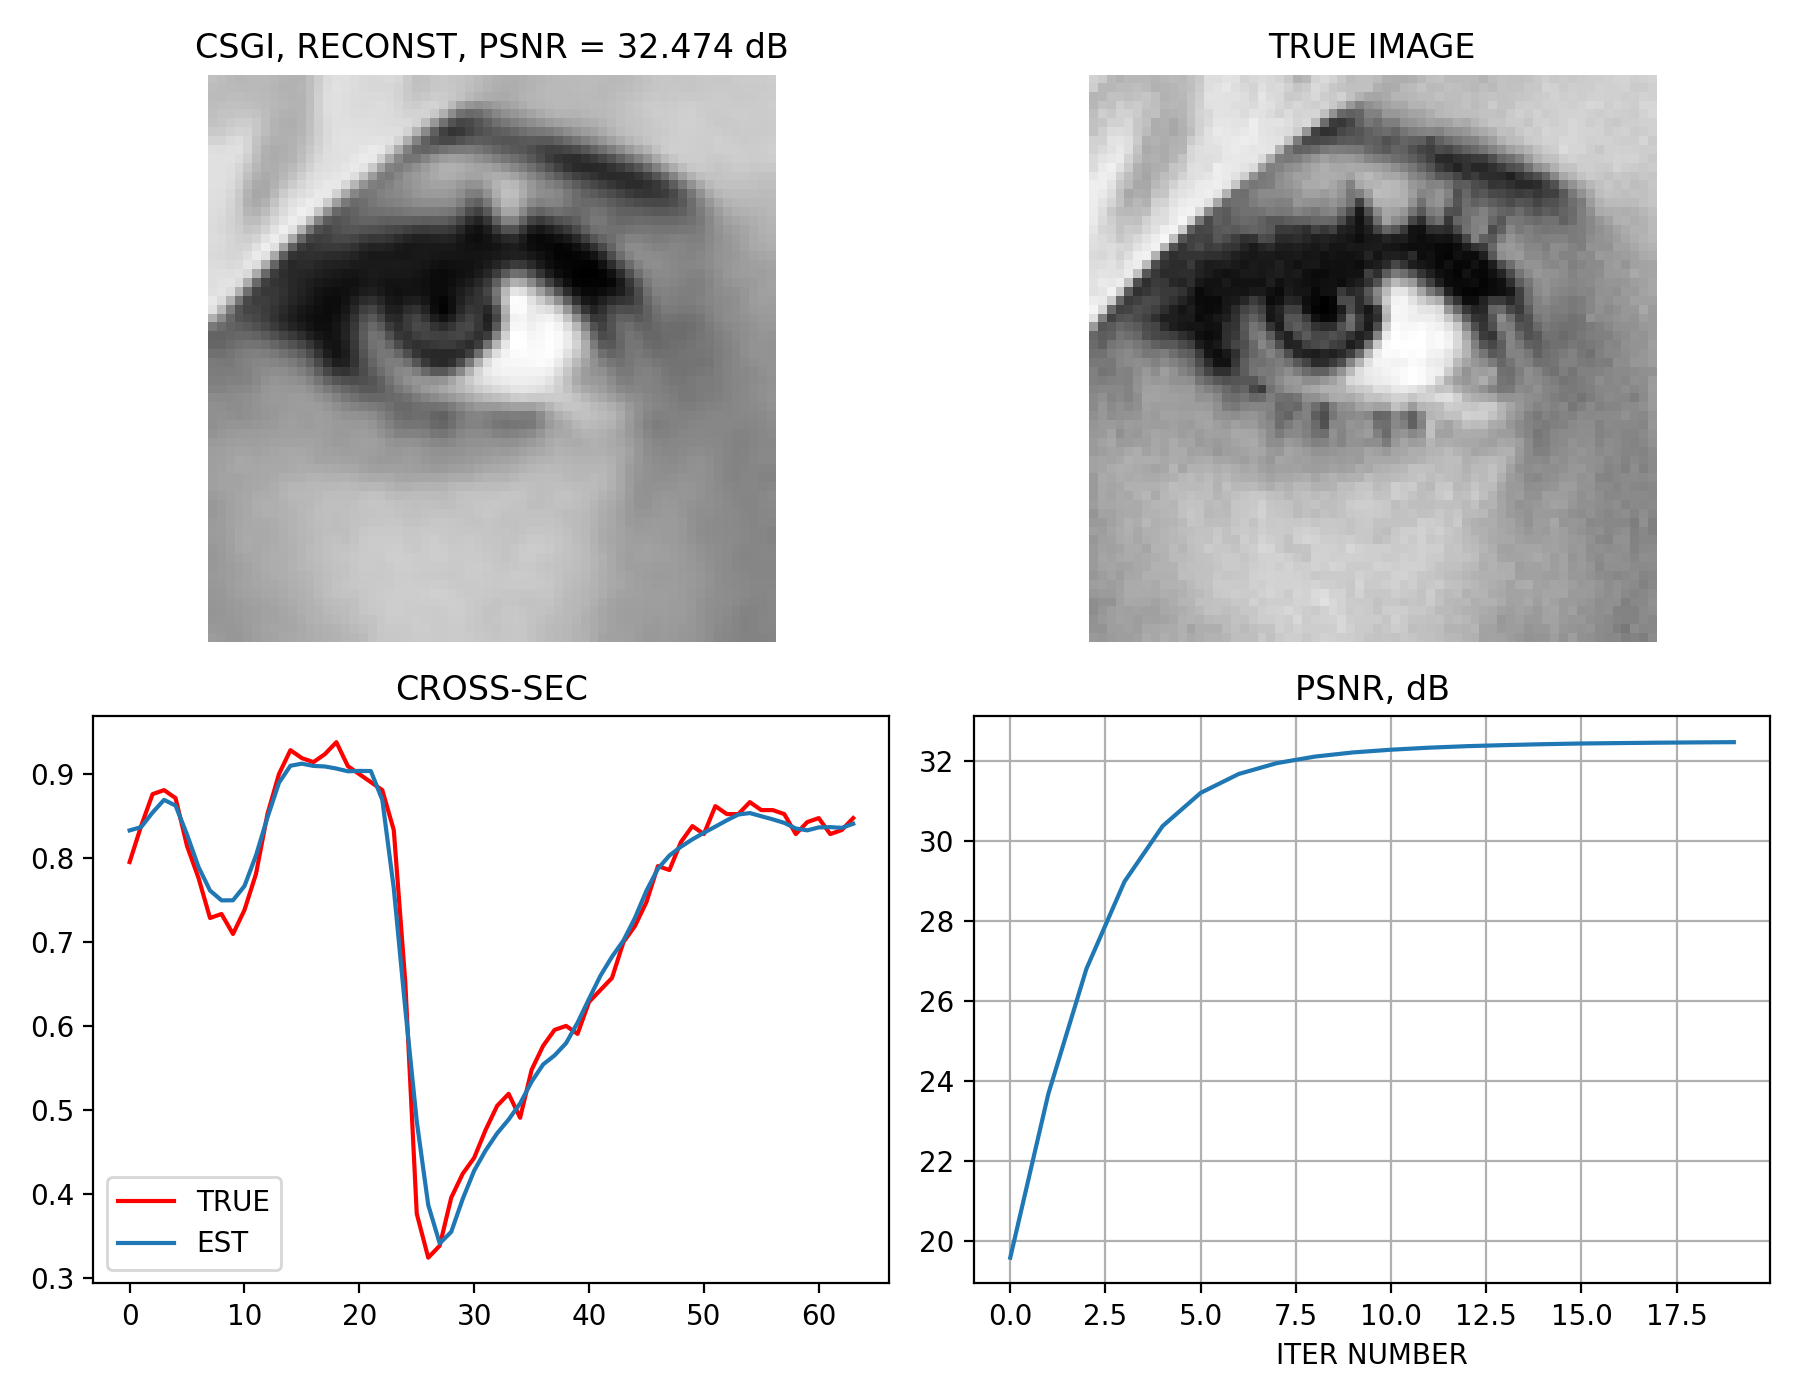 CSGI, RECONST, PSNR = 32.474 dB
TRUE IMAGE
CROSS-SEC
0.9
0.8
0.7
0.6
0.5
0.4
0.3
TRUE
EST
0 10 20 30 40 50 60
PSNR, dB
32
30
28
26
24
22
20
0.0 2.5 5.0 7.5 10.0 12.5 15.0 17.5
ITER NUMBER